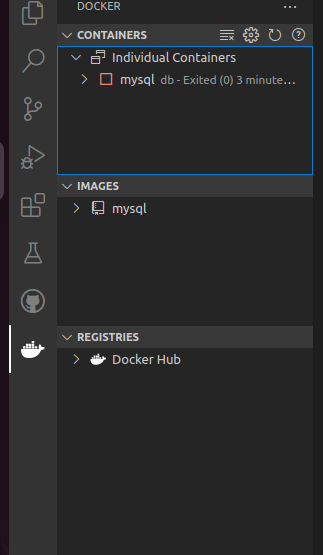 DOCKER
CONTAINERS
Individual Containers
mysql db - Exited (0) 3 minute...
IMAGES
mysql
REGISTRIES
Docker Hub